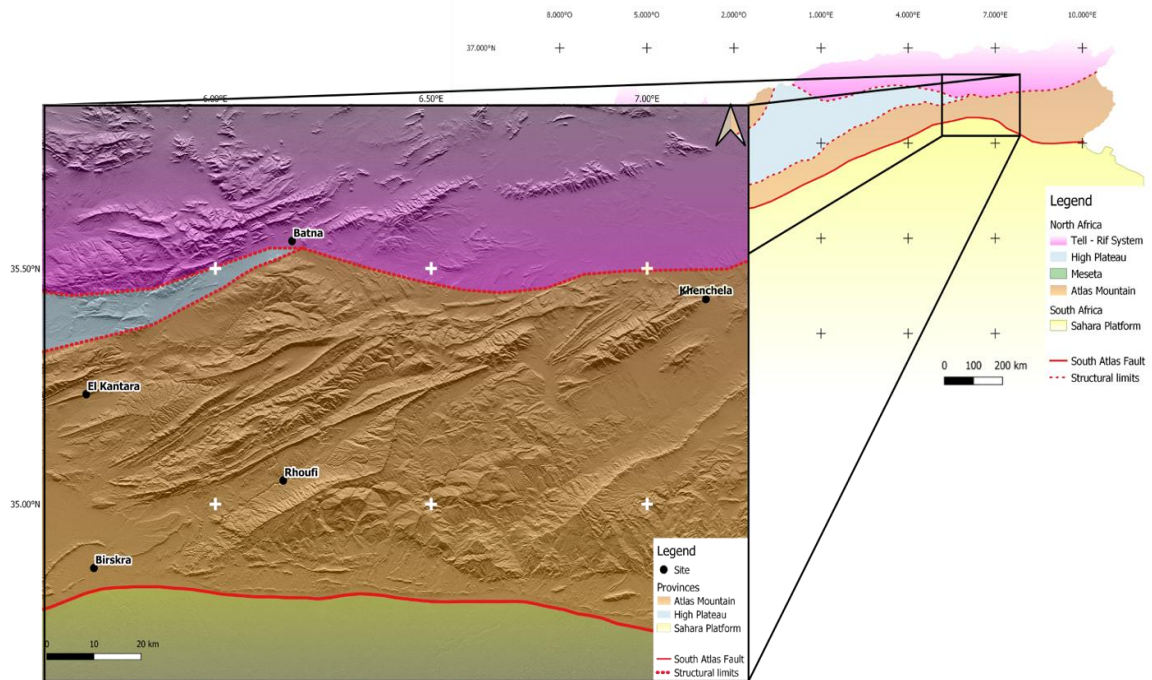 8.000°O 5.000°O 2.000°O 1.000°E 4.000°E 7.000°E 10.000°E
37.000°N
6.00°E 6.50°E 7.00°E
Batna
35.50°N
Khenchela
El Kantara
Rhoufi
35.00°N
Birskra
Legend
Site
Provinces
Atlas Mountain
High Plateau
Sahara Platform
South Atlas Fault
Structural limits
0 10 20 km
Legend
North Africa
Tell - Rif System
High Plateau
Meseta
Atlas Mountain
South Africa
Sahara Platform
South Atlas Fault
Structural limits
0 100 200 km